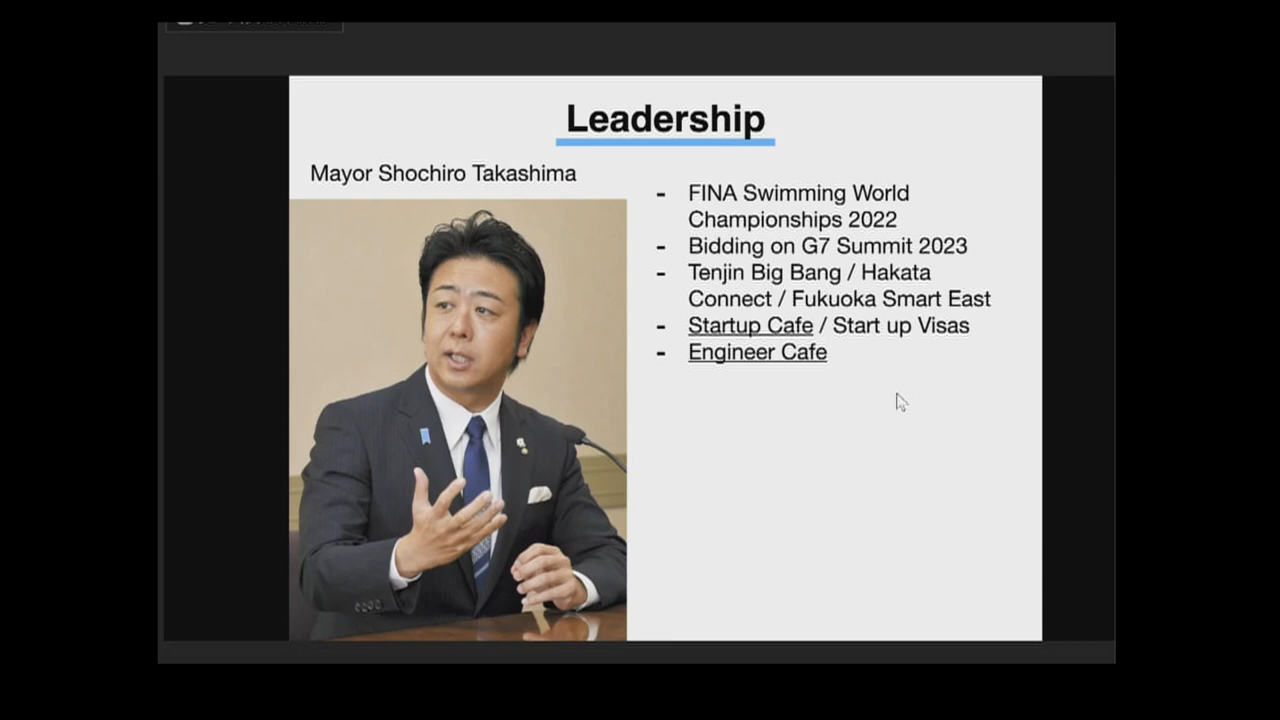 Leadership
Mayor Shochiro Takashima
- FINA Swimming World
Championships 2022
- Bidding on G7 Summit 2023
- Tenjin Big Bang / Hakata
Connect / Fukuoka Smart East
- Startup Cafe / Start up Visas
- Engineer Cafe